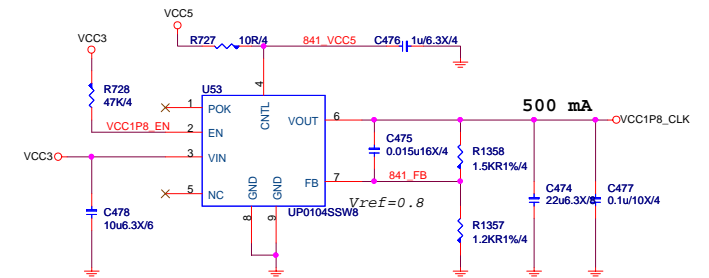 VCC5
VCC3
R727
10R/4
841_VCC5
C476
1u/6.3X/4
R728
47K/4
U53
4
CNTL
1
POK
VCC1P8_EN
2
EN
VOUT
6
500 mA
VCC1P8_CLK
VCC3
3
VIN
C475
0.015u16X/4
R1358
1.5KR1%/4
FB
7
841_FB
5
NC
GND
GND
8
9
UP0104SSW8
Vref=0.8
C478
10u6.3X/6
R1357
1.2KR1%/4
C474
22u6.3X/8
C477
0.1u/10X/4